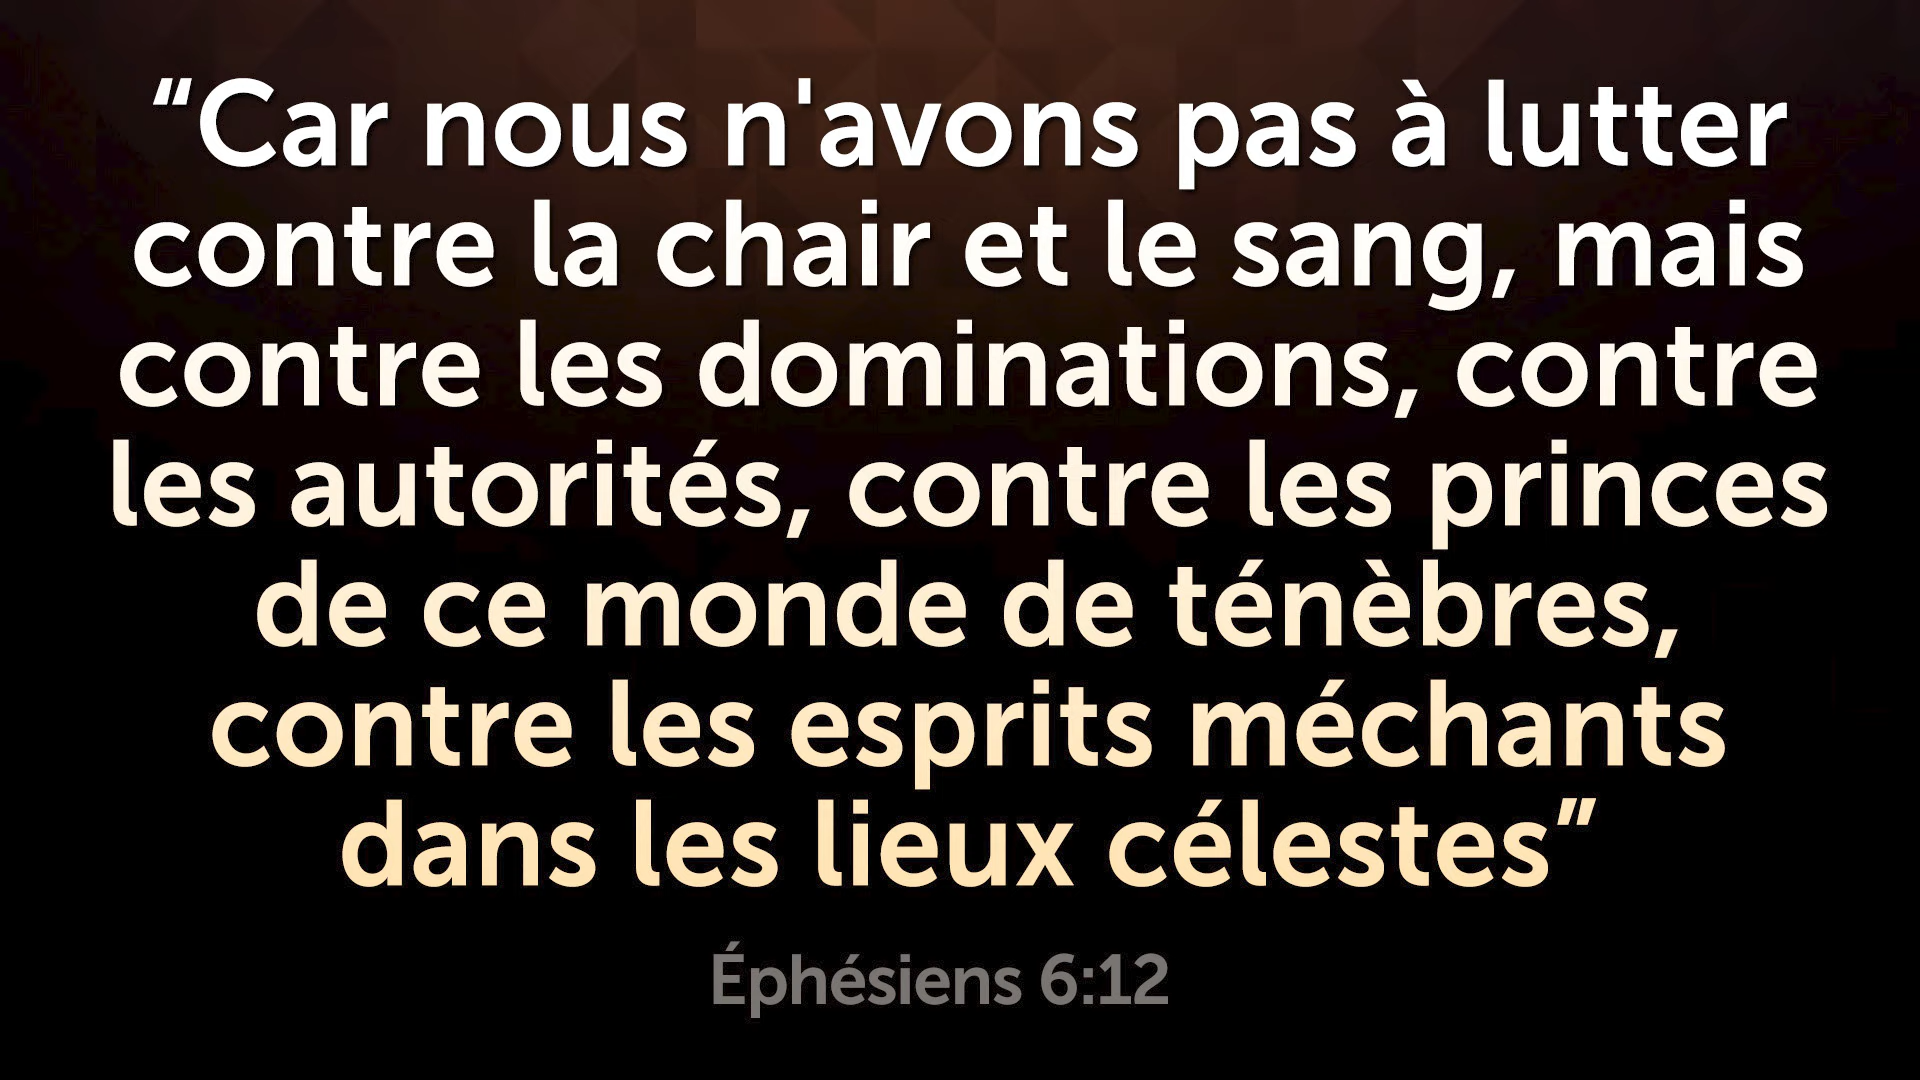 “Car nous n'avons pas à lutter
contre la chair et le sang, mais
contre les dominations, contre
les autorités, contre les princes
de ce monde de ténèbres,
contre les esprits méchants
dans les lieux célestes”
Éphésiens 6:12